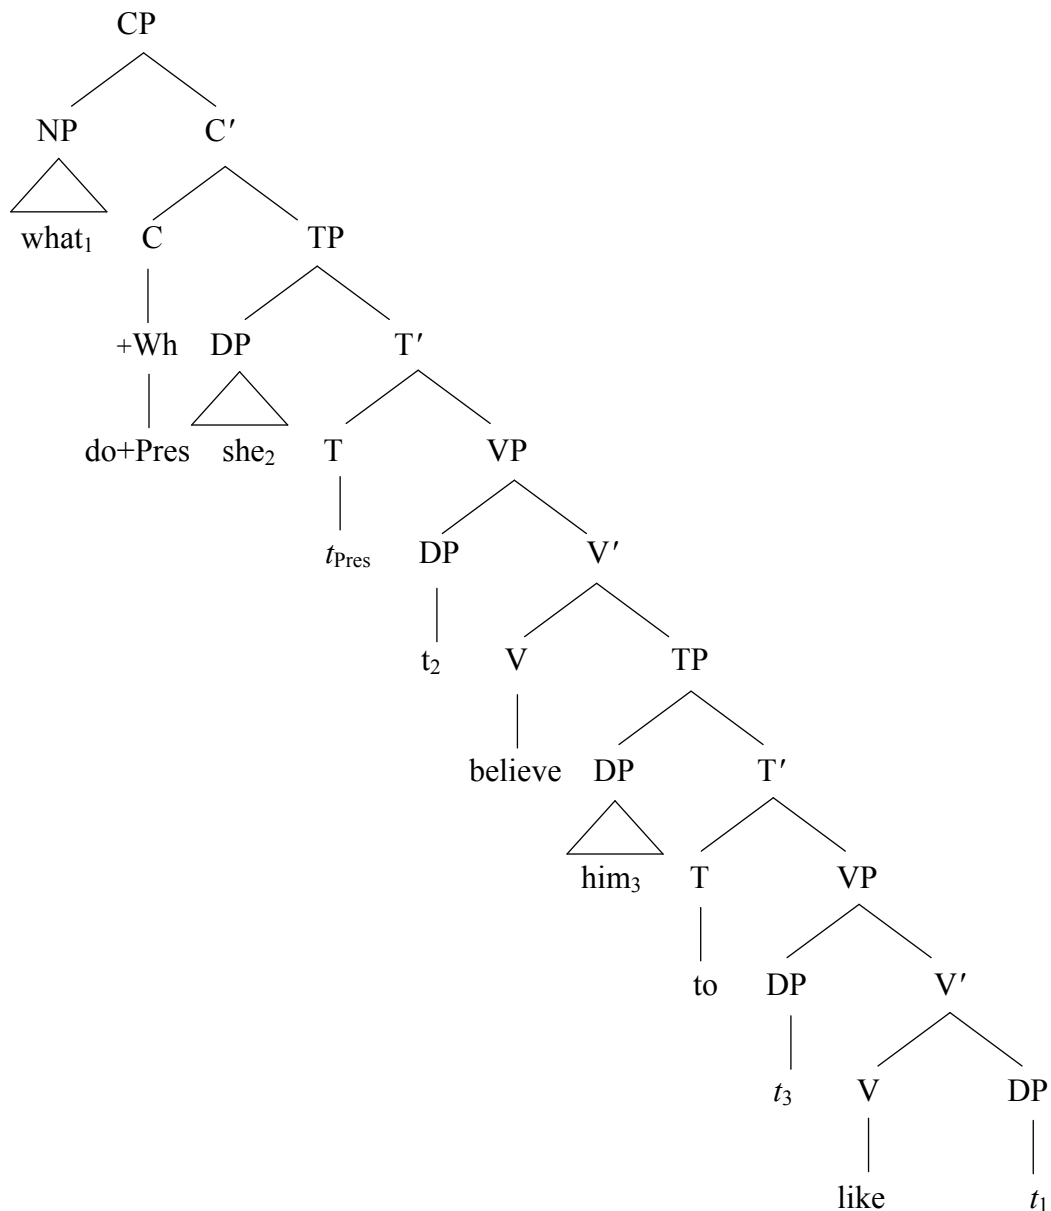 CP
NP C′
what₁ C TP
+Wh DP T′
do+Pres she₂ T VP
t_Pres DP V′
t₂ V TP
believe DP T′
him₃ T VP
to DP V′
t₃ V DP
like t₁